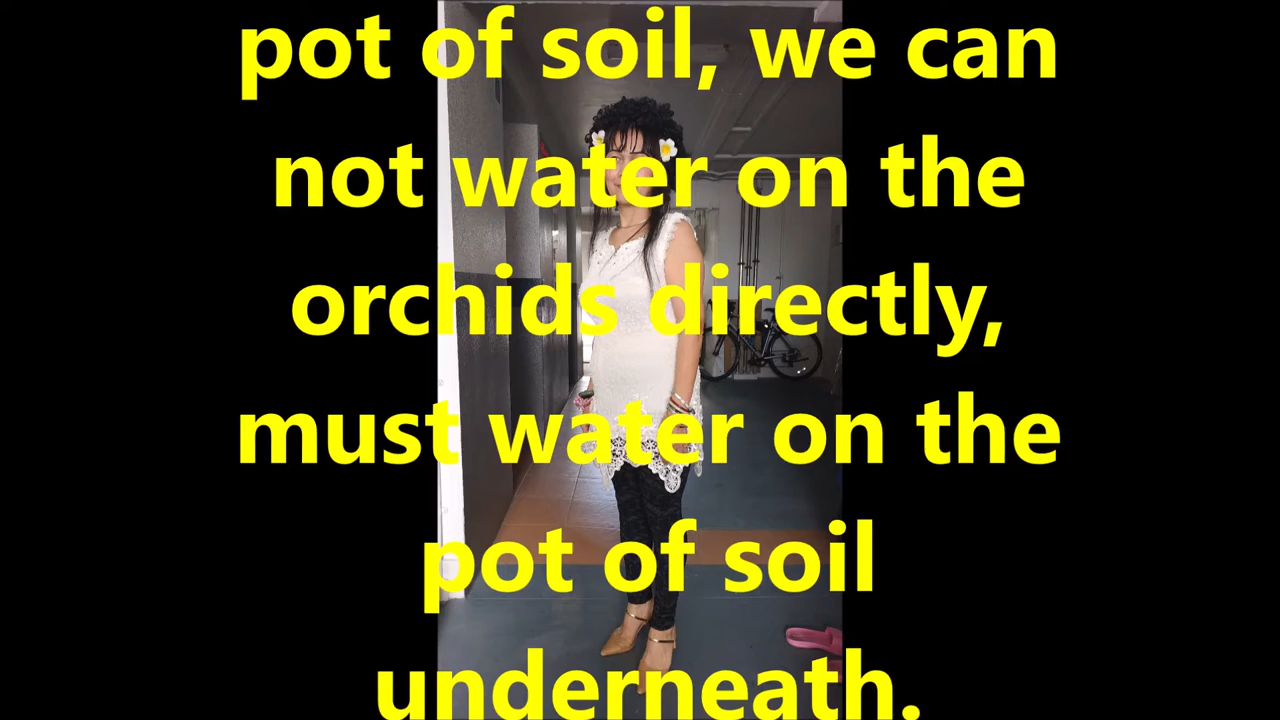 pot of soil, we can
not water on the
orchids directly,
must water on the
pot of soil
underneath.